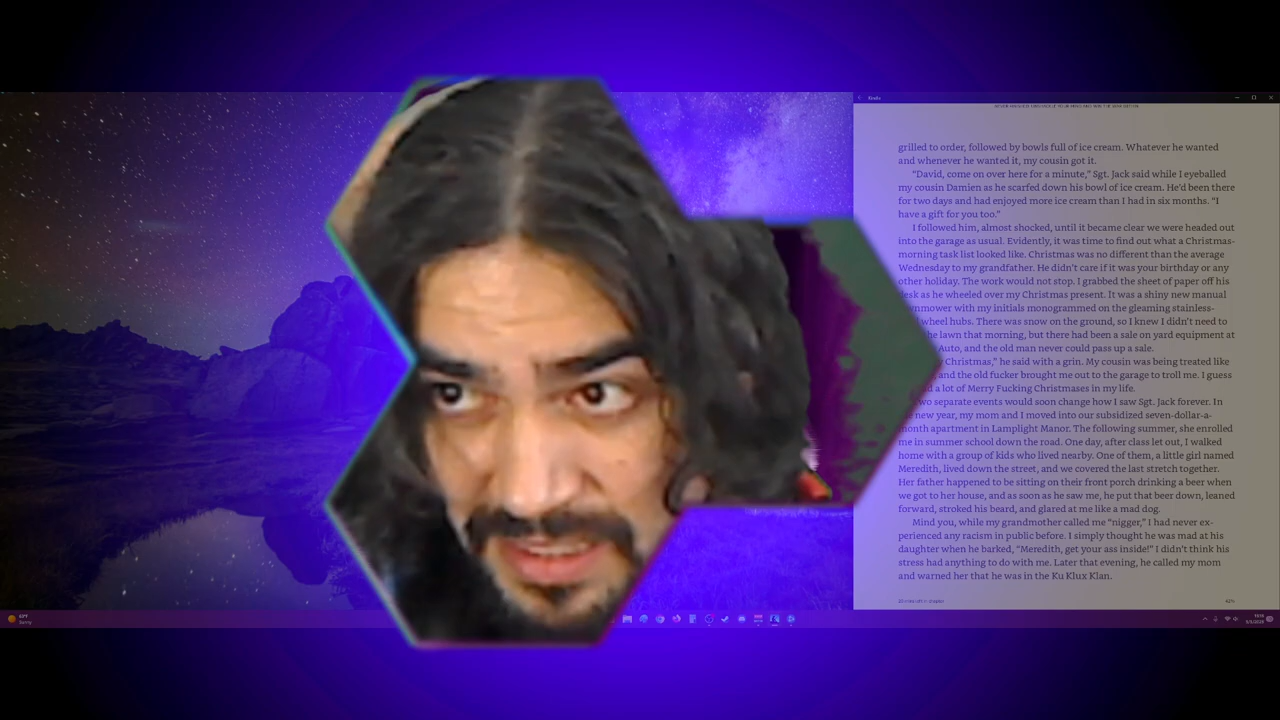 Kindle
NEVER FINISHED: UNSHACKLE YOUR MIND AND WIN THE WAR WITHIN
grilled to order, followed by bowls full of ice cream. Whatever he wanted
and whenever he wanted it, my cousin got it.
“David, come on over here for a minute,” Sgt. Jack said while I eyeballed
my cousin Damien as he scarfed down his bowl of ice cream. He’d been there
for two days and had enjoyed more ice cream than I had in six months. “I
have a gift for you too.”
I followed him, almost shocked, until it became clear we were headed out
into the garage as usual. Evidently, it was time to find out what a Christmas-
morning task list looked like. Christmas was no different than the average
Wednesday to my grandfather. He didn’t care if it was your birthday or any
other holiday. The work would not stop. I grabbed the sheet of paper off his
desk as he wheeled over my Christmas present. It was a shiny new manual
wnmower with my initials monogrammed on the gleaming stainless-
wheel hubs. There was snow on the ground, so I knew I didn’t need to
the lawn that morning, but there had been a sale on yard equipment at
Auto, and the old man never could pass up a sale.
Christmas,” he said with a grin. My cousin was being treated like
and the old fucker brought me out to the garage to troll me. I guess
a lot of Merry Fucking Christmases in my life.
wo separate events would soon change how I saw Sgt. Jack forever. In
new year, my mom and I moved into our subsidized seven-dollar-a-
month apartment in Lamplight Manor. The following summer, she enrolled
me in summer school down the road. One day, after class let out, I walked
home with a group of kids who lived nearby. One of them, a little girl named
Meredith, lived down the street, and we covered the last stretch together.
Her father happened to be sitting on their front porch drinking a beer when
we got to her house, and as soon as he saw me, he put that beer down, leaned
forward, stroked his beard, and glared at me like a mad dog.
Mind you, while my grandmother called me “nigger,” I had never ex-
perienced any racism in public before. I simply thought he was mad at his
daughter when he barked, “Meredith, get your ass inside!” I didn’t think his
stress had anything to do with me. Later that evening, he called my mom
and warned her that he was in the Ku Klux Klan.
Sunny